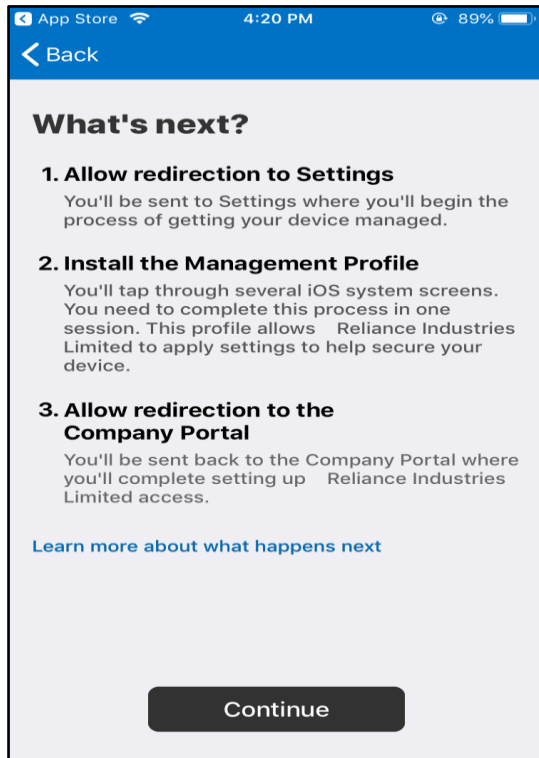 App Store 4:20 PM 89%
Back
What's next?
1. Allow redirection to Settings
You'll be sent to Settings where you'll begin the
process of getting your device managed.
2. Install the Management Profile
You'll tap through several iOS system screens.
You need to complete this process in one
session. This profile allows Reliance Industries
Limited to apply settings to help secure your
device.
3. Allow redirection to the
Company Portal
You'll be sent back to the Company Portal where
you'll complete setting up Reliance Industries
Limited access.
Learn more about what happens next
Continue